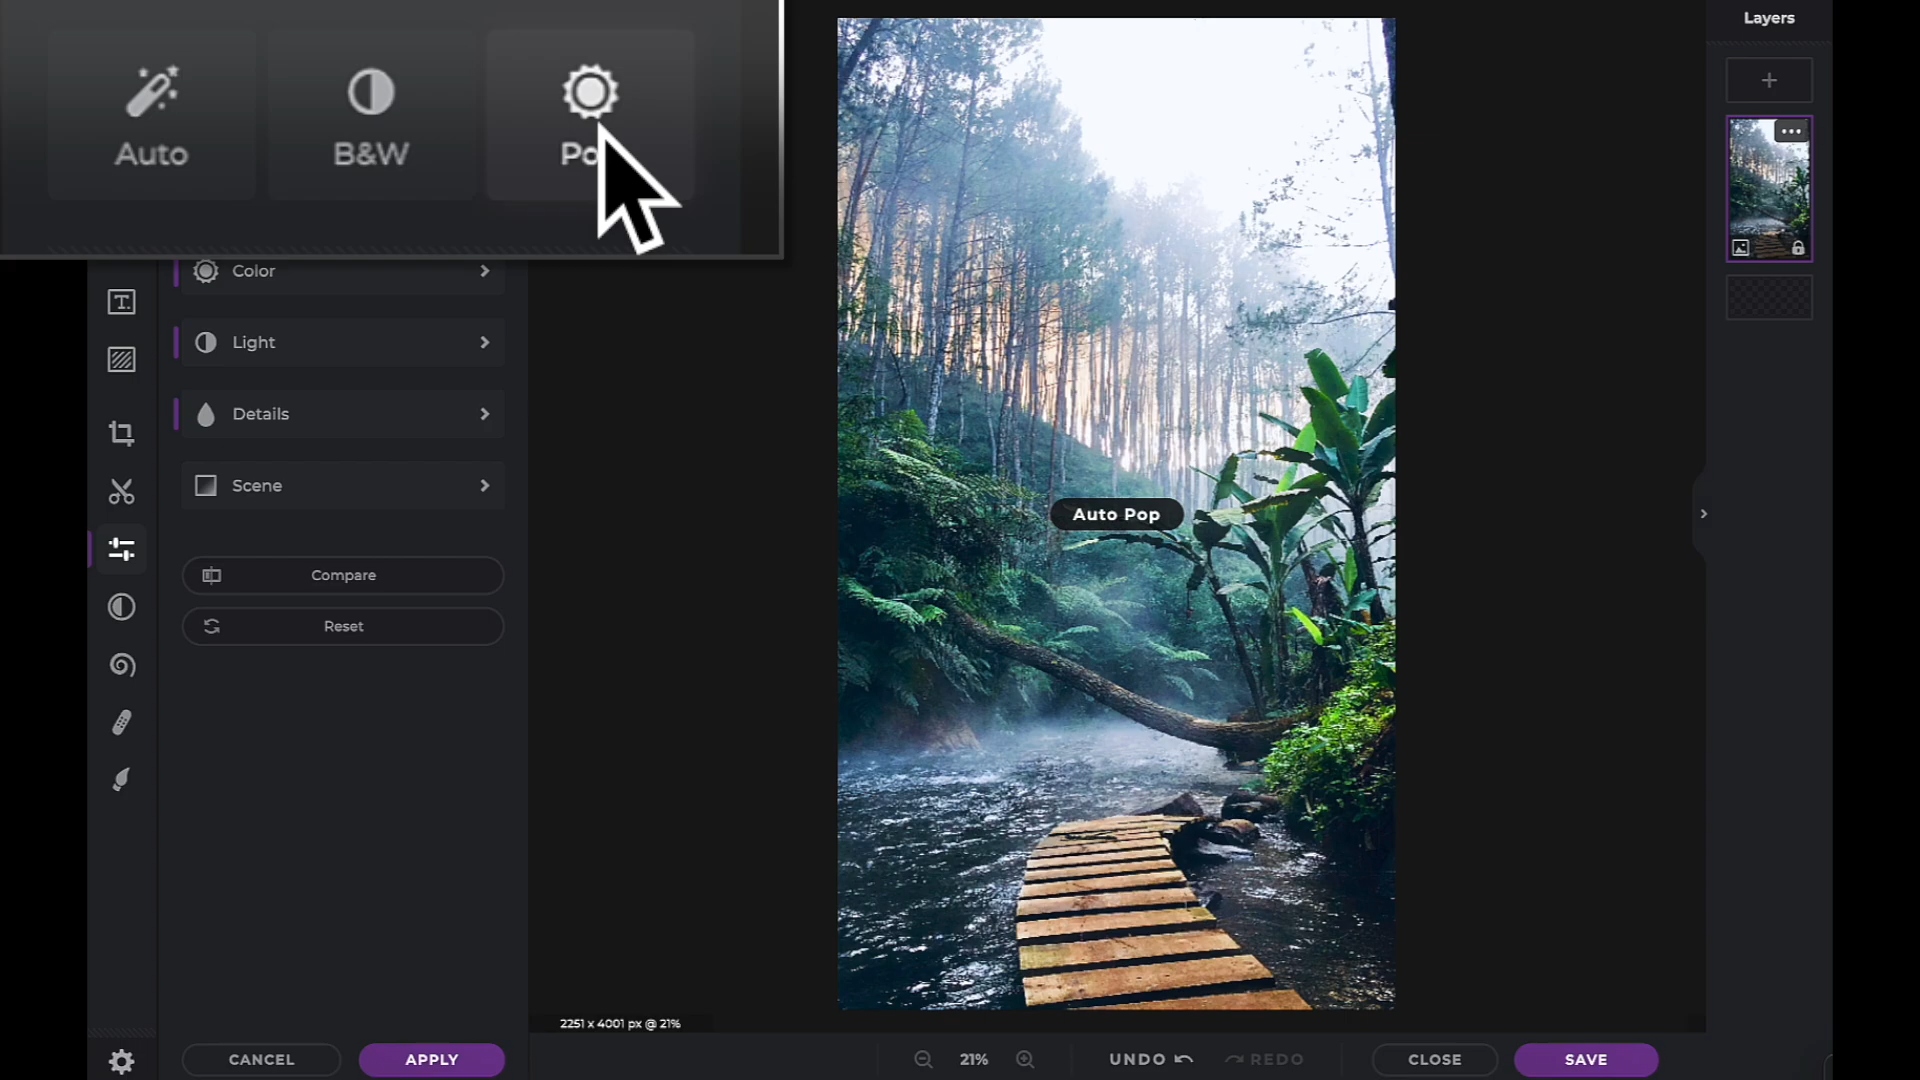 Layers
Auto
B&W
Color
Light
Details
Scene
Auto Pop
Compare
Reset
2251 x 4001 px @ 21%
CANCEL
APPLY
21%
UNDO
REDO
CLOSE
SAVE